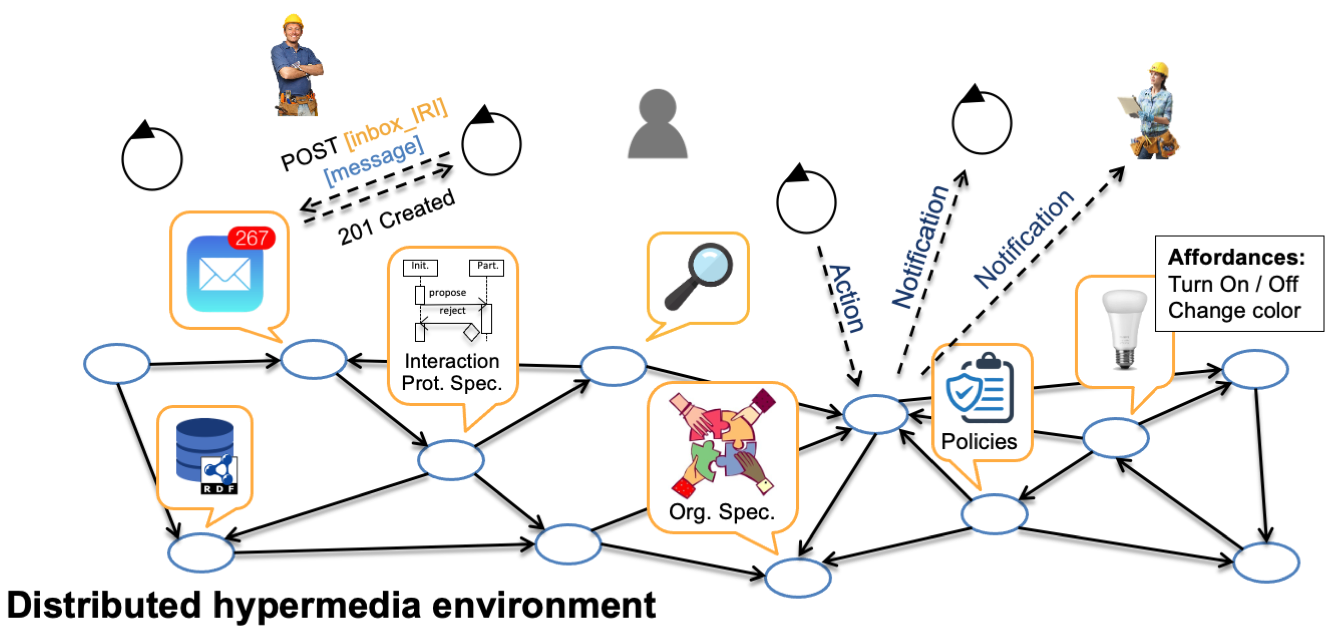 POST [inbox_IRI]
[message]
201 Created
267
Init.
Part.
propose
reject
Interaction
Prot. Spec.
Action
Notification
Notification
Affordances:
Turn On / Off
Change color
Policies
RDF
Org. Spec.
Distributed hypermedia environment